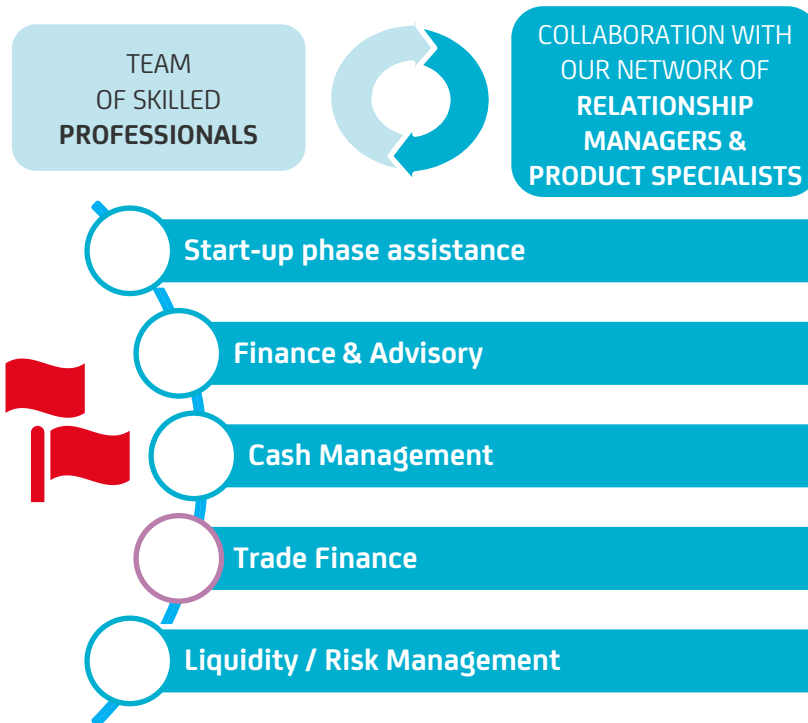 TEAM
OF SKILLED
PROFESSIONALS
COLLABORATION WITH
OUR NETWORK OF
RELATIONSHIP
MANAGERS &
PRODUCT SPECIALISTS
Start-up phase assistance
Finance & Advisory
Cash Management
Trade Finance
Liquidity / Risk Management